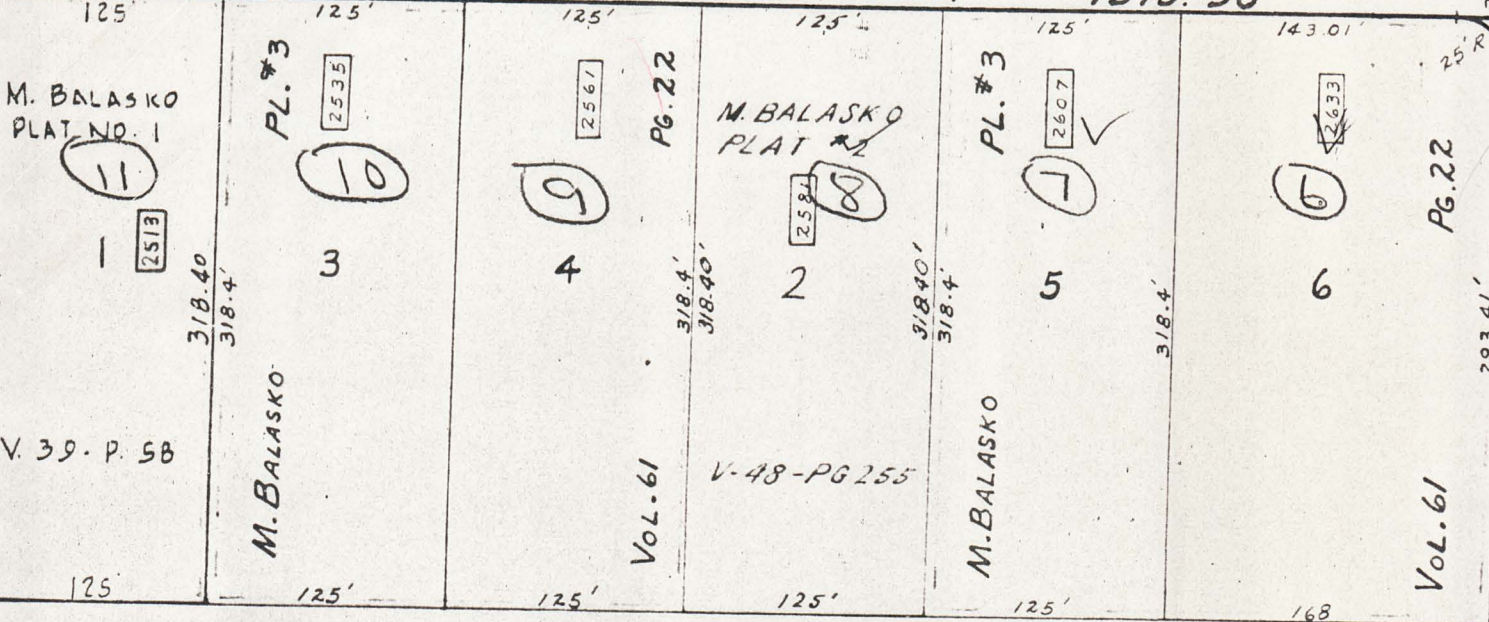 125'
125'
125'
125'
125'
143.01'
25' R
M. BALASKO
PLAT NO. 1
11
1
2513
V. 39. P. 58
125
318.40
318.4'
PL. #3
2535
10
3
M. BALASKO
125'
2561
9
4
PG. 22
VOL. 61
125'
318.4'
318.40'
M. BALASKO
PLAT #2
2581
8
2
V-48-PG 255
125'
318.40'
318.4'
PL. #3
2607
7
5
M. BALASKO
125'
318.4'
2633
6
PG. 22
VOL. 61
168
293.41'